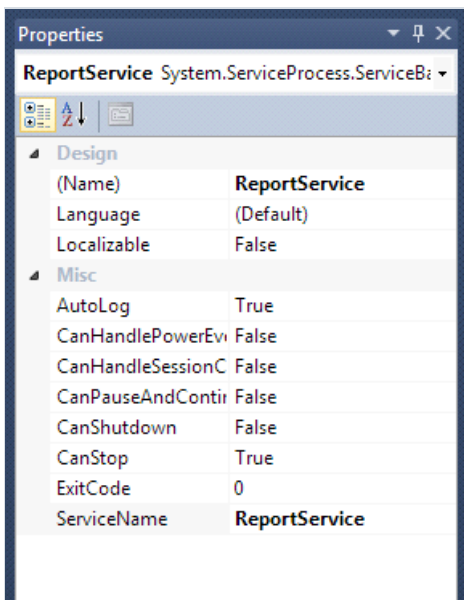 Properties
ReportService System.ServiceProcess.ServiceBa
Design
(Name) ReportService
Language (Default)
Localizable False
Misc
AutoLog True
CanHandlePowerEv False
CanHandleSessionC False
CanPauseAndContin False
CanShutdown False
CanStop True
ExitCode 0
ServiceName ReportService